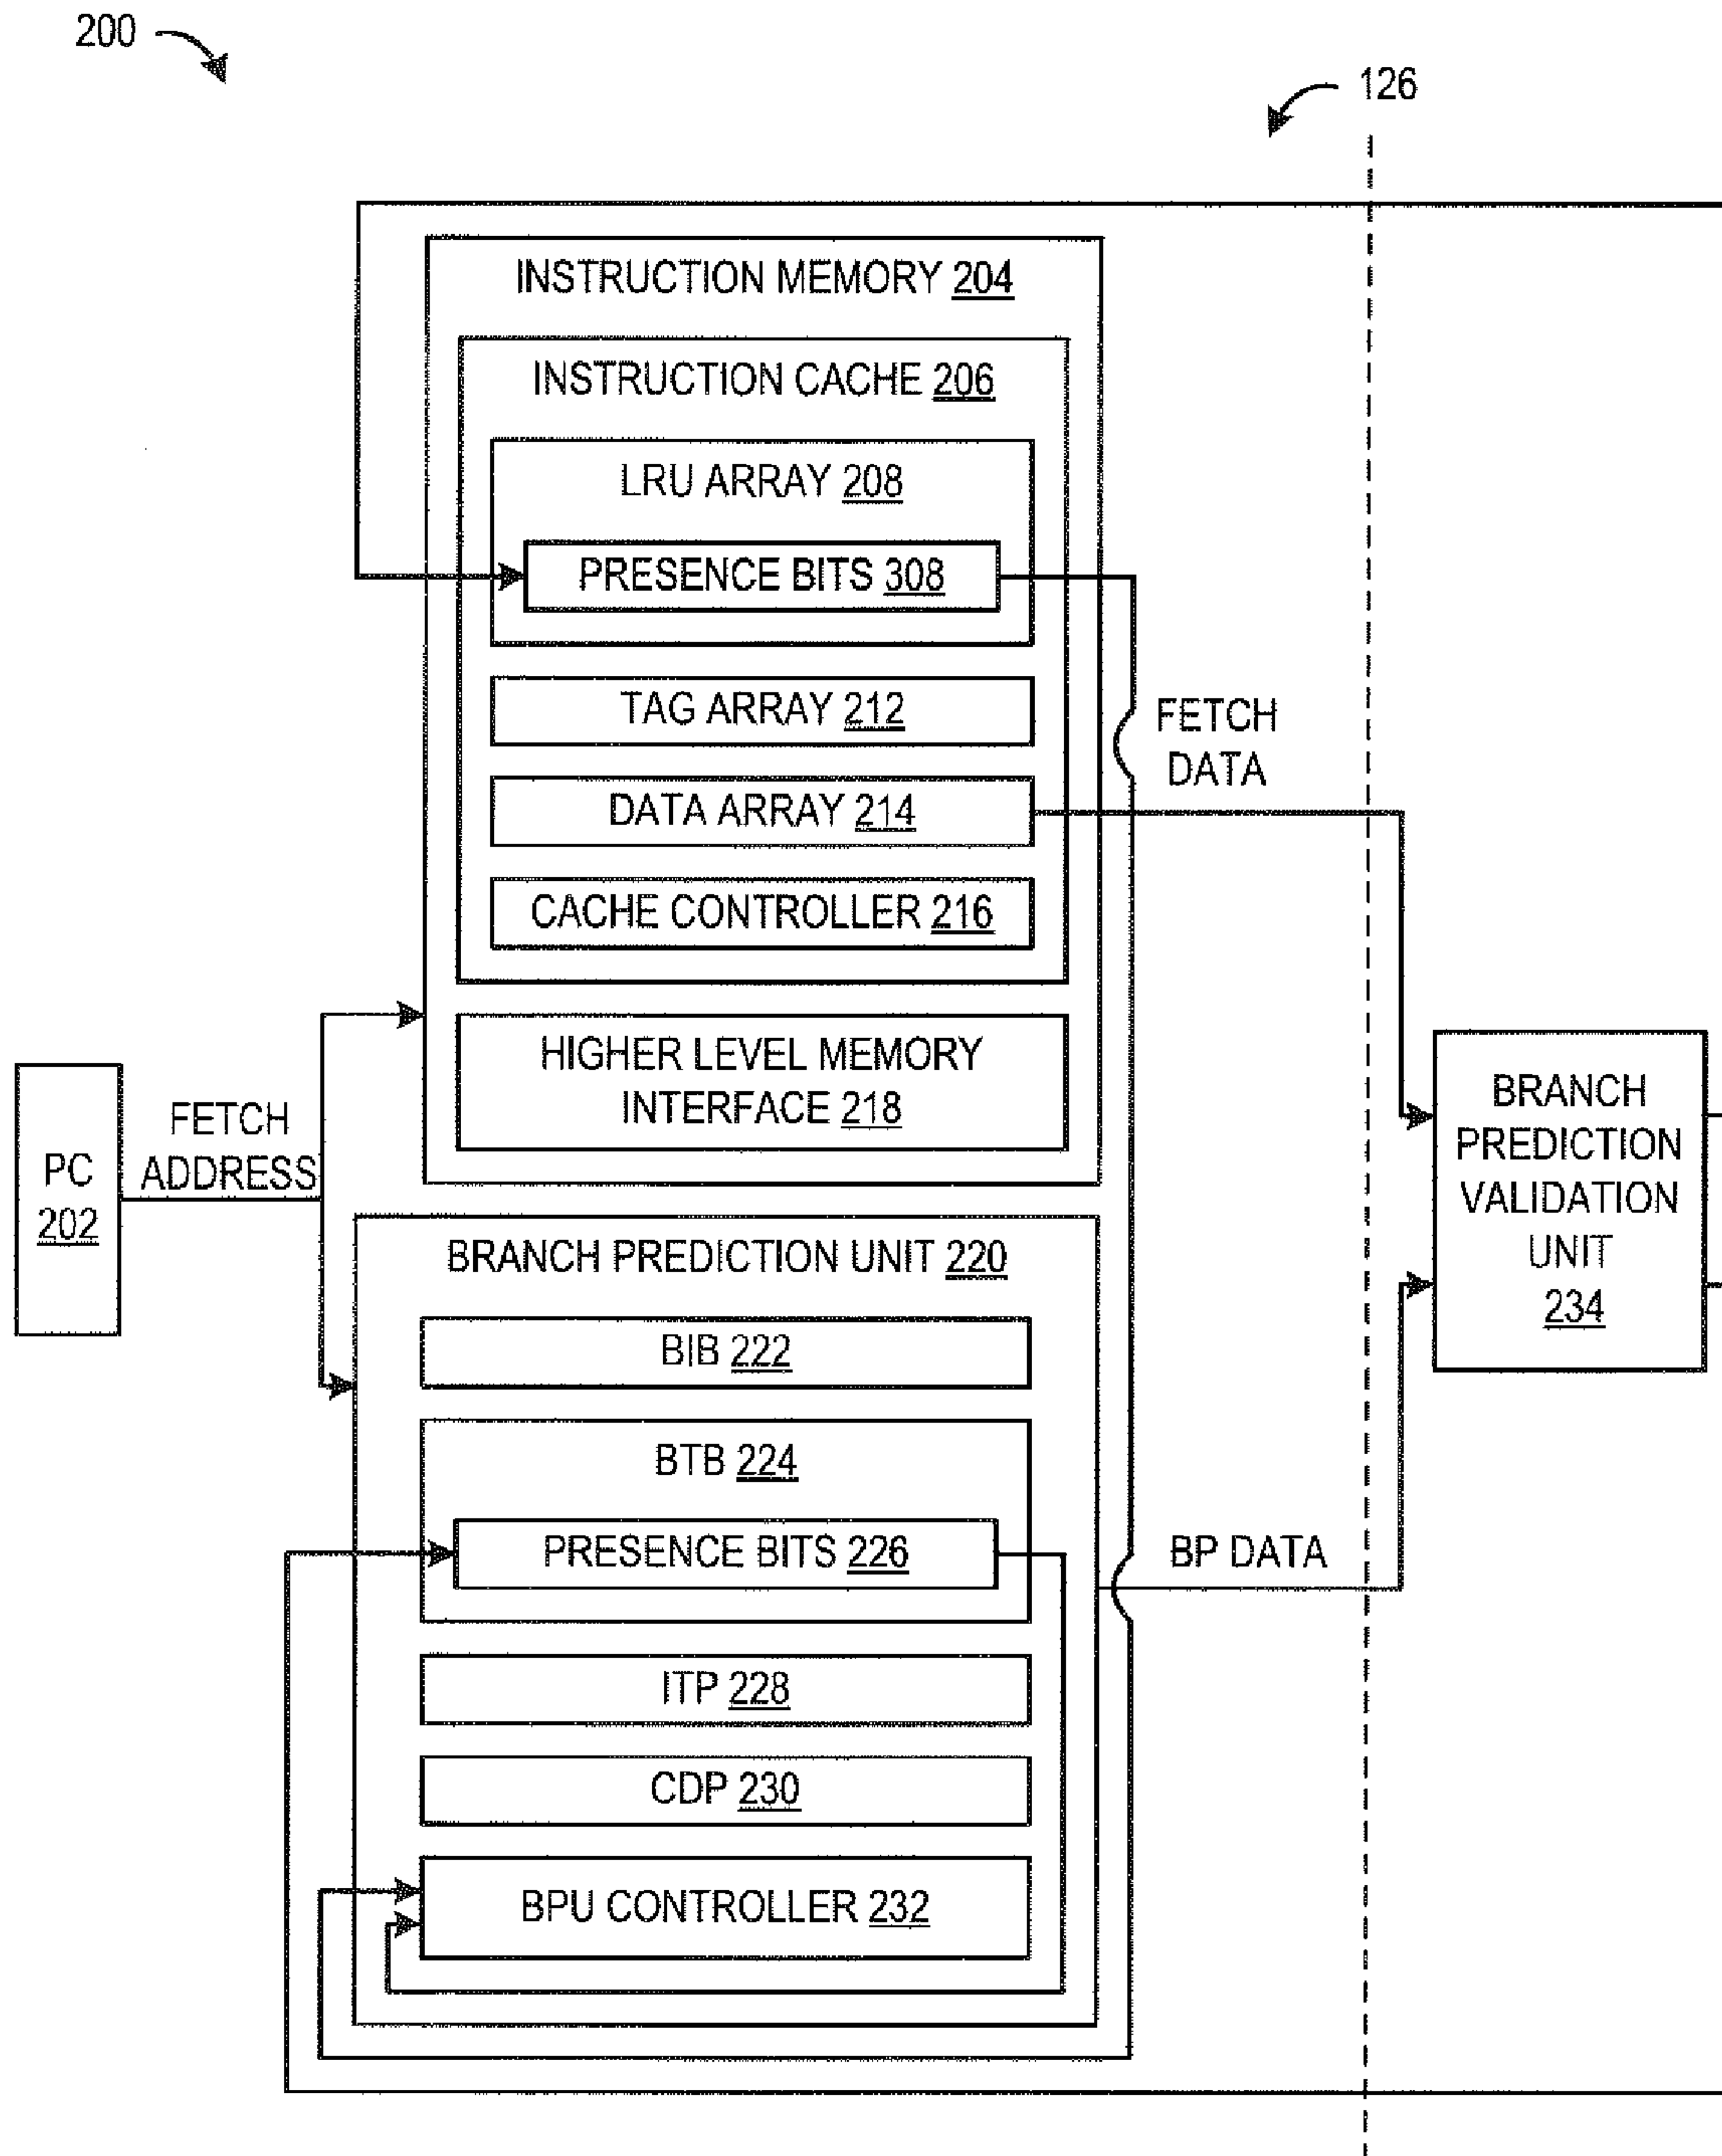 200
126
INSTRUCTION MEMORY 204
INSTRUCTION CACHE 206
LRU ARRAY 208
PRESENCE BITS 308
TAG ARRAY 212
FETCH
DATA
DATA ARRAY 214
CACHE CONTROLLER 216
HIGHER LEVEL MEMORY
INTERFACE 218
PC
202
FETCH
ADDRESS
BRANCH
PREDICTION
VALIDATION
UNIT
234
BRANCH PREDICTION UNIT 220
BIB 222
BTB 224
PRESENCE BITS 226
BP DATA
ITP 228
CDP 230
BPU CONTROLLER 232